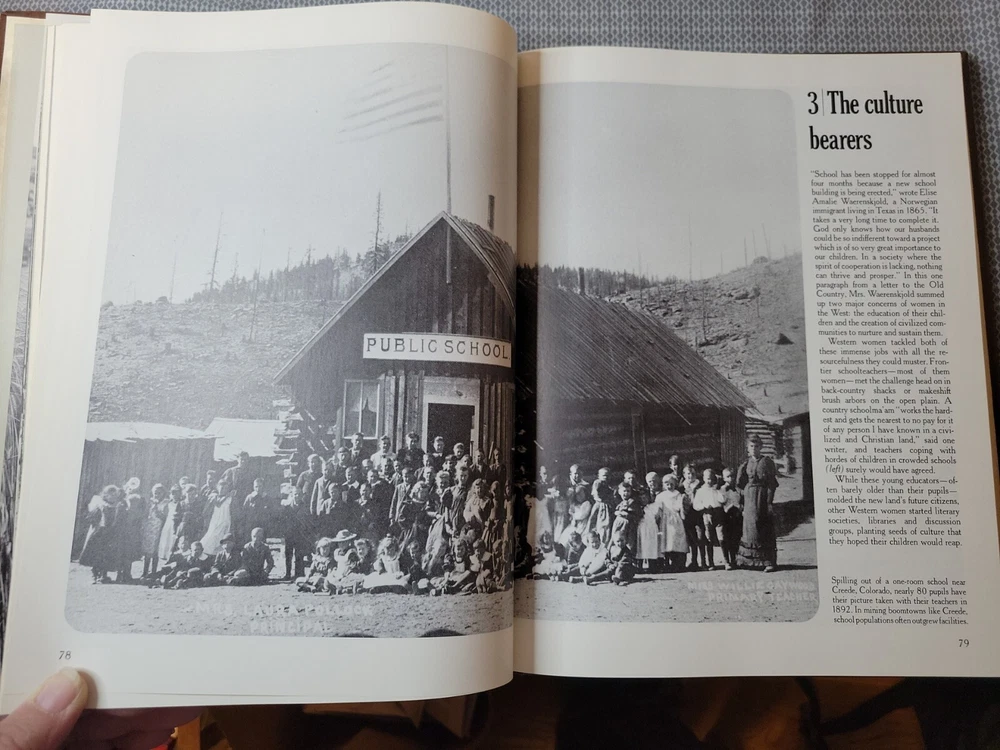 PUBLIC SCHOOL.
POLLOCK
PRINCIPAL
MISS WILLIE
PRIMARY TEACHER
78
3 | The culture
bearers
"School has been stopped for almost
four months because a new school
building is being erected," wrote Elise
Amalie Waerenskjold, a Norwegian
immigrant living in Texas in 1865. "It
takes a very long time to complete it.
God only knows how our husbands
could be so indifferent toward a project
which is of so very great importance to
our children. In a society where the
spirit of cooperation is lacking, nothing
can thrive and prosper." In this one
paragraph from a letter to the Old
Country, Mrs. Waerenskjold summed
up two major concerns of women in
the West: the education of their chil-
dren and the creation of civilized com-
munities to nurture and sustain them.
Western women tackled both of
these immense jobs with all the re-
sourcefulness they could muster. Fron-
tier schoolteachers—most of them
women—met the challenge head on in
back-country shacks or makeshift
brush arbors on the open plain. A
country schoolma'am "works the hard-
est and gets the nearest to no pay for it
of any person I have known in a civi-
lized and Christian land," said one
writer, and teachers coping with
hordes of children in crowded schools
(left) surely would have agreed.
While these young educators—of-
ten barely older than their pupils—
molded the new land's future citizens,
other Western women started literary
societies, libraries and discussion
groups, planting seeds of culture that
they hoped their children would reap.
Spilling out of a one-room school near
Creede, Colorado, nearly 80 pupils have
their picture taken with their teachers in
1892. In mining boomtowns like Creede,
school populations often outgrew facilities.
79